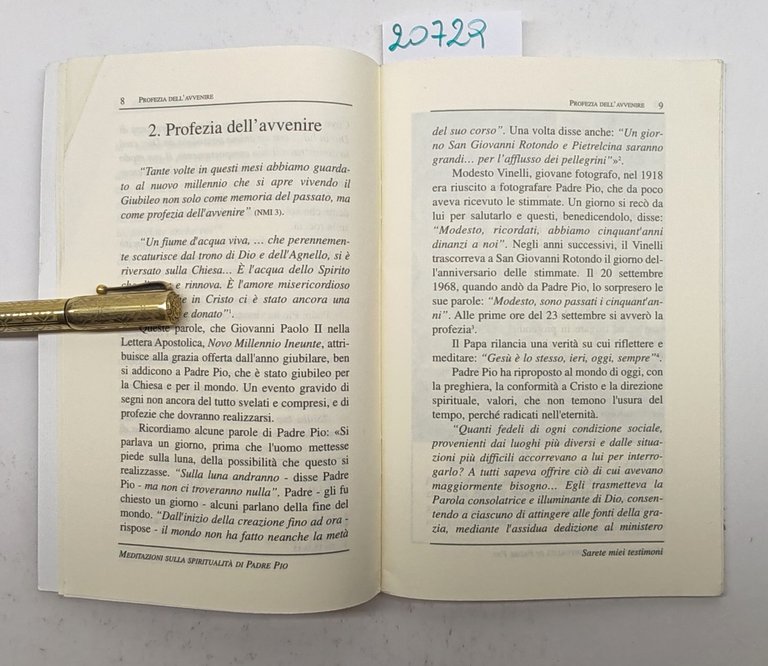 20729
8 PROFEZIA DELL'AVVENIRE
2. Profezia dell'avvenire
"Tante volte in questi mesi abbiamo guarda-
to al nuovo millennio che si apre vivendo il
Giubileo non solo come memoria del passato, ma
come profezia dell'avvenire" (NMI 3).
"Un fiume d'acqua viva, … che perennemen-
te scaturisce dal trono di Dio e dell'Agnello, si è
riversato sulla Chiesa… È l'acqua dello Spirito
e rinnova. È l'amore misericordioso
in Cristo ci è stato ancora una
e donato"¹.
Queste parole, che Giovanni Paolo II nella
Lettera Apostolica, Novo Millennio Ineunte, attri-
buisce alla grazia offerta dall'anno giubilare, ben
si addicono a Padre Pio, che è stato giubileo per
la Chiesa e per il mondo. Un evento gravido di
segni non ancora del tutto svelati e compresi, e di
profezie che dovranno realizzarsi.
Ricordiamo alcune parole di Padre Pio: «Si
parlava un giorno, prima che l'uomo mettesse
piede sulla luna, della possibilità che questo si
realizzasse. "Sulla luna andranno - disse Padre
Pio - ma non ci troveranno nulla". Padre - gli fu
chiesto un giorno - alcuni parlano della fine del
mondo. "Dall'inizio della creazione fino ad ora -
rispose - il mondo non ha fatto neanche la metà
MEDITAZIONI SULLA SPIRITUALITÀ DI PADRE PIO
PROFEZIA DELL'AVVENIRE 9
del suo corso". Una volta disse anche: "Un gior-
no San Giovanni Rotondo e Pietrelcina saranno
grandi… per l'afflusso dei pellegrini"»².
Modesto Vinelli, giovane fotografo, nel 1918
era riuscito a fotografare Padre Pio, che da poco
aveva ricevuto le stimmate. Un giorno si recò da
lui per salutarlo e questi, benedicendolo, disse:
"Modesto, ricordati, abbiamo cinquant'anni
dinanzi a noi". Negli anni successivi, il Vinelli
trascorreva a San Giovanni Rotondo il giorno del-
l'anniversario delle stimmate. Il 20 settembre
1968, quando andò da Padre Pio, lo sorpresero le
sue parole: "Modesto, sono passati i cinquant'an-
ni". Alle prime ore del 23 settembre si avverò la
profezia³.
Il Papa rilancia una verità su cui riflettere e
meditare: "Gesù è lo stesso, ieri, oggi, sempre"⁴.
Padre Pio ha riproposto al mondo di oggi, con
la preghiera, la conformità a Cristo e la direzione
spirituale, valori, che non temono l'usura del
tempo, perché radicati nell'eternità.
"Quanti fedeli di ogni condizione sociale,
provenienti dai luoghi più diversi e dalle situa-
zioni più difficili accorrevano a lui per interro-
garlo? A tutti sapeva offrire ciò di cui avevano
maggiormente bisogno… Egli trasmetteva la
Parola consolatrice e illuminante di Dio, consen-
tendo a ciascuno di attingere alle fonti della gra-
zia, mediante l'assidua dedizione al ministero
Sarete miei testimoni